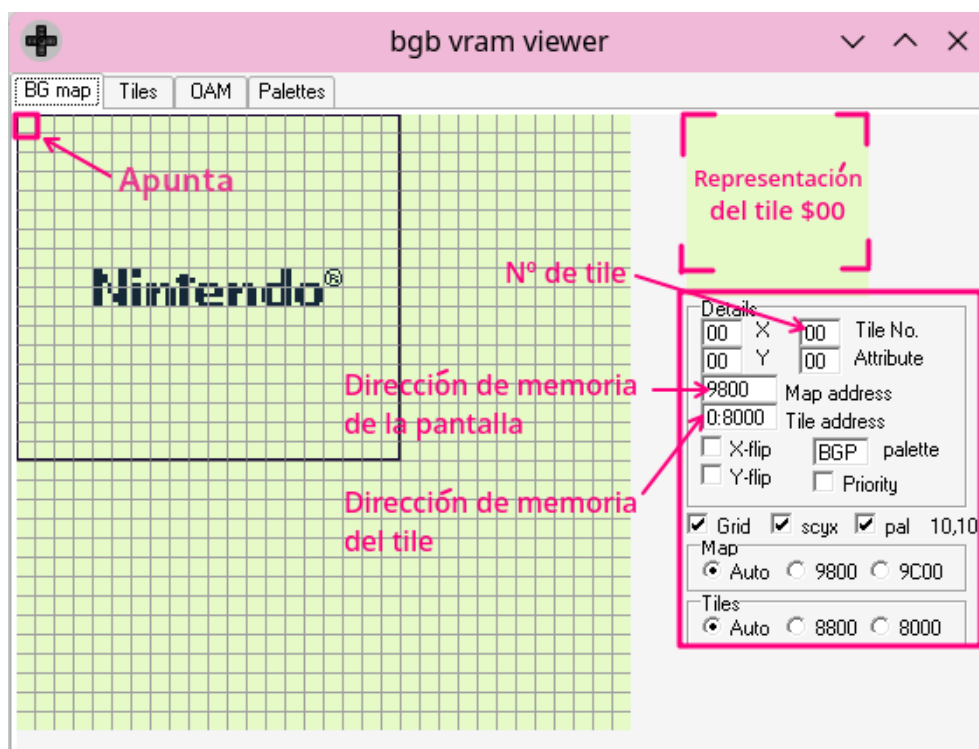 bgb vram viewer
BG map
Tiles
OAM
Palettes
Apunta
Representación
del tile $00
Nintendo®
Nº de tile
Details
00 X 00 Tile No.
00 Y 00 Attribute
Dirección de memoria
de la pantalla
9800 Map address
0:8000 Tile address
X-flip BGP palette
Y-flip Priority
Dirección de memoria
del tile
Grid scyx pal 10,10
Map
Auto 9800 9C00
Tiles
Auto 8800 8000